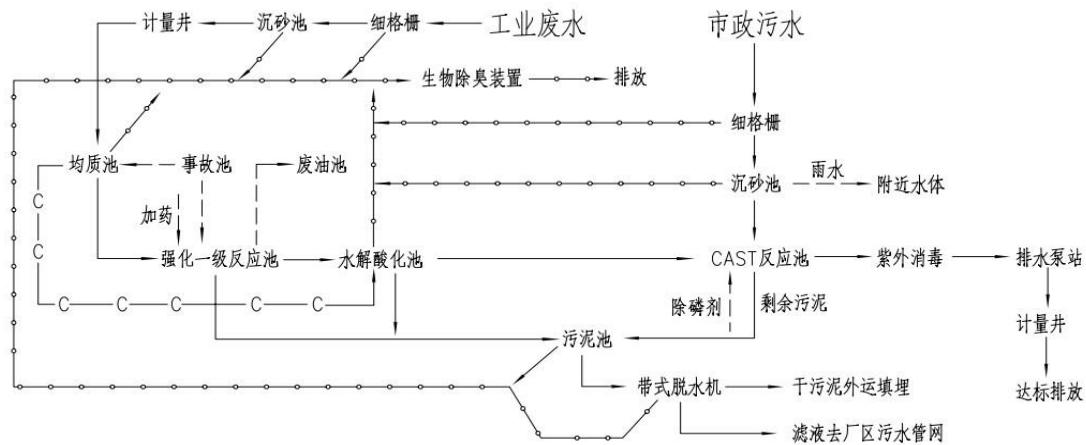 计量井
沉砂池
细格栅
工业废水
市政污水
生物除臭装置
排放
细格栅
均质池
事故池
废油池
沉砂池
雨水
附近水体
C
加药
C
强化一级反应池
水解酸化池
CAST反应池
紫外消毒
排水泵站
C
C
C
C
C
除磷剂
剩余污泥
计量井
污泥池
带式脱水机
干污泥外运填埋
达标排放
滤液去厂区污水管网